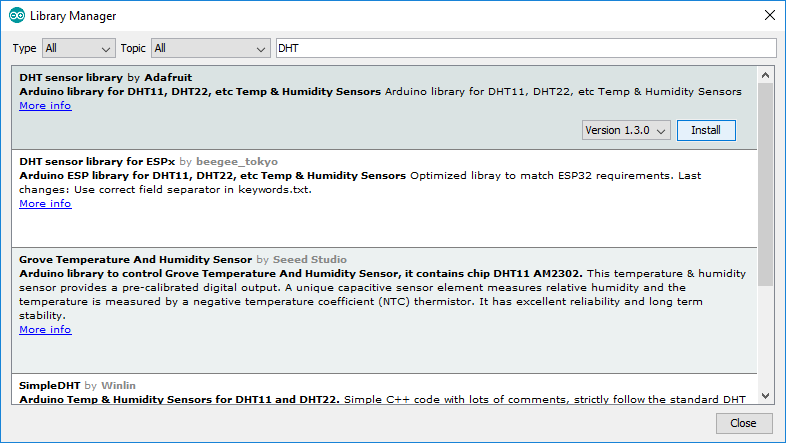 Library Manager
Type All Topic All DHT
DHT sensor library by Adafruit
Arduino library for DHT11, DHT22, etc Temp & Humidity Sensors Arduino library for DHT11, DHT22, etc Temp & Humidity Sensors
More info
Version 1.3.0 Install
DHT sensor library for ESPx by beegee_tokyo
Arduino ESP library for DHT11, DHT22, etc Temp & Humidity Sensors Optimized libray to match ESP32 requirements. Last
changes: Use correct field separator in keywords.txt.
More info
Grove Temperature And Humidity Sensor by Seeed Studio
Arduino library to control Grove Temperature And Humidity Sensor, it contains chip DHT11 AM2302. This temperature & humidity
sensor provides a pre-calibrated digital output. A unique capacitive sensor element measures relative humidity and the
temperature is measured by a negative temperature coefficient (NTC) thermistor. It has excellent reliability and long term
stability.
More info
SimpleDHT by Winlin
Arduino Temp & Humidity Sensors for DHT11 and DHT22. Simple C++ code with lots of comments, strictly follow the standard DHT
Close